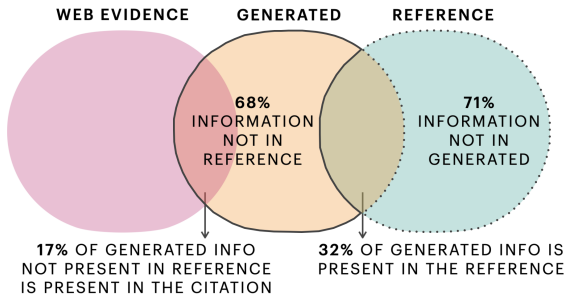 WEB EVIDENCE
GENERATED
REFERENCE
68%
INFORMATION
NOT IN
REFERENCE
71%
INFORMATION
NOT IN
GENERATED
17% OF GENERATED INFO
NOT PRESENT IN REFERENCE
IS PRESENT IN THE CITATION
32% OF GENERATED INFO IS
PRESENT IN THE REFERENCE